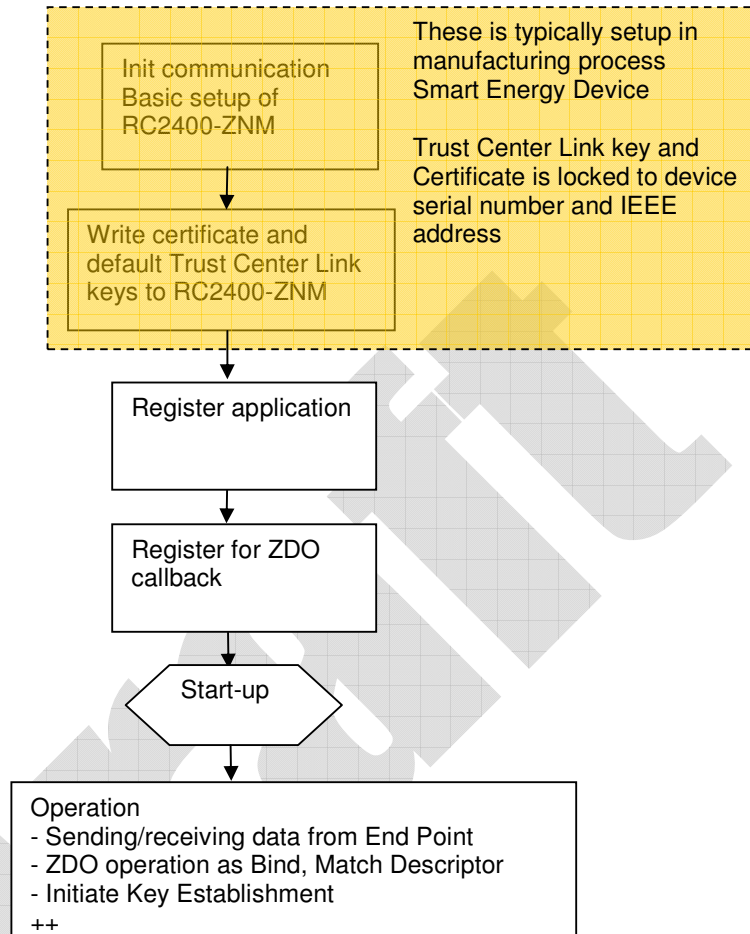 Init communication
Basic setup of
RC2400-ZNM
These is typically setup in
manufacturing process
Smart Energy Device
Trust Center Link key and
Certificate is locked to device
serial number and IEEE
address
Write certificate and
default Trust Center Link
keys to RC2400-ZNM
Register application
Register for ZDO
callback
Start-up
Operation
- Sending/receiving data from End Point
- ZDO operation as Bind, Match Descriptor
- Initiate Key Establishment
++